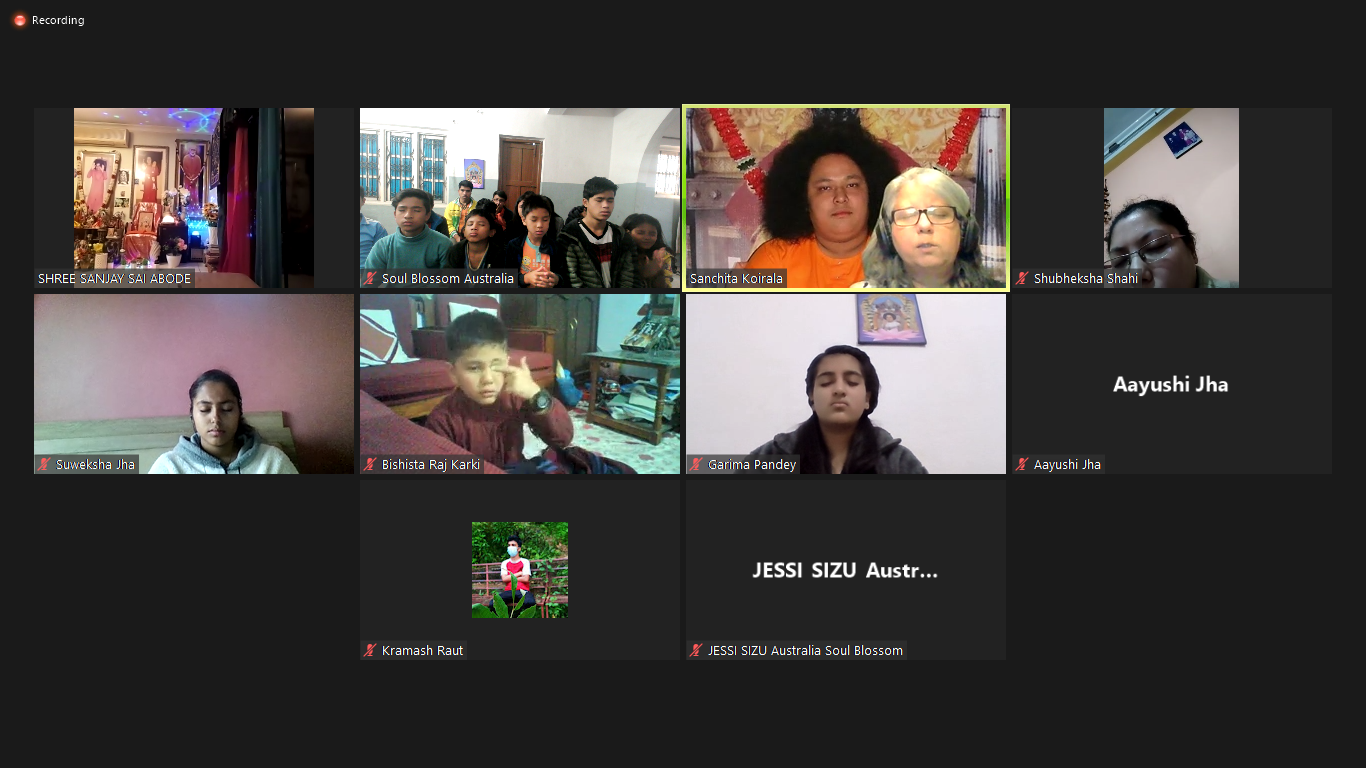 Recording
SHREE SANJAY SAI ABODE
Soul Blossom Australia
Sanchita Koirala
Shubheksha Shahi
Suweksha Jha
Bishista Raj Karki
Garima Pandey
Aayushi Jha
Aayushi Jha
Kramash Raut
JESSI SIZU Austr...
JESSI SIZU Australia Soul Blossom